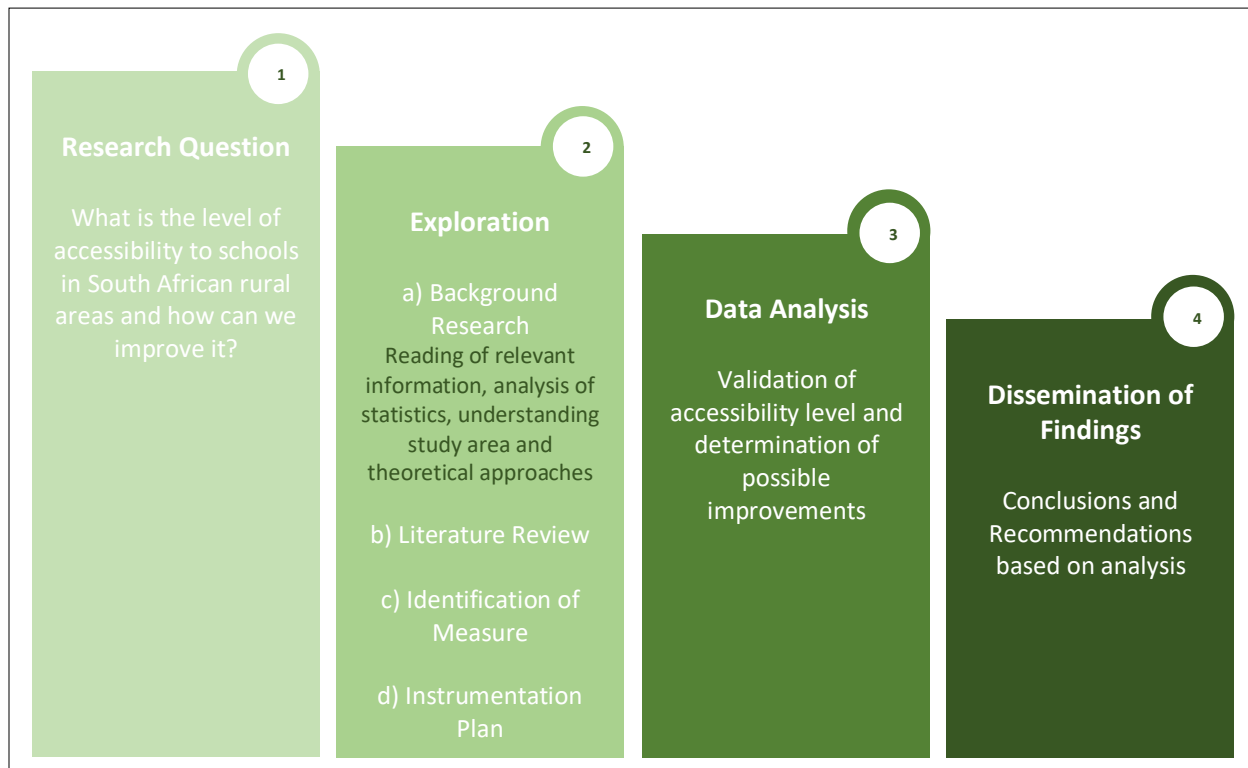 1
Research Question
What is the level of
accessibility to schools
in South African rural
areas and how can we
improve it?
2
Exploration
a) Background
Research
Reading of relevant
information, analysis of
statistics, understanding
study area and
theoretical approaches
b) Literature Review
c) Identification of
Measure
d) Instrumentation
Plan
3
Data Analysis
Validation of
accessibility level and
determination of
possible
improvements
4
Dissemination of
Findings
Conclusions and
Recommendations
based on analysis